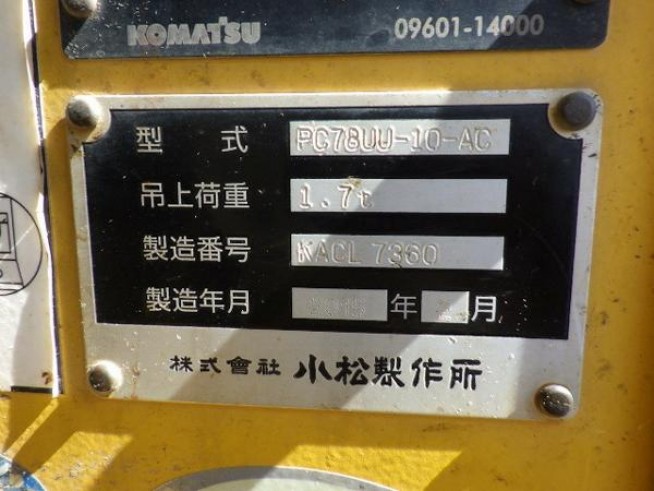 KOMATSU 09601-14000
型式 PC78UU-10-AC
吊上荷重 1.7t
製造番号 KACL 7360
製造年月 年 月
株式會社 小松製作所